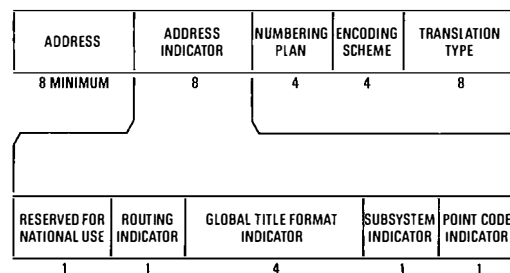 ADDRESS ADDRESS INDICATOR NUMBERING PLAN ENCODING SCHEME TRANSLATION TYPE
8 MINIMUM 8 4 4 8
RESERVED FOR NATIONAL USE ROUTING INDICATOR GLOBAL TITLE FORMAT INDICATOR SUBSYSTEM INDICATOR POINT CODE INDICATOR
1 1 4 1 1